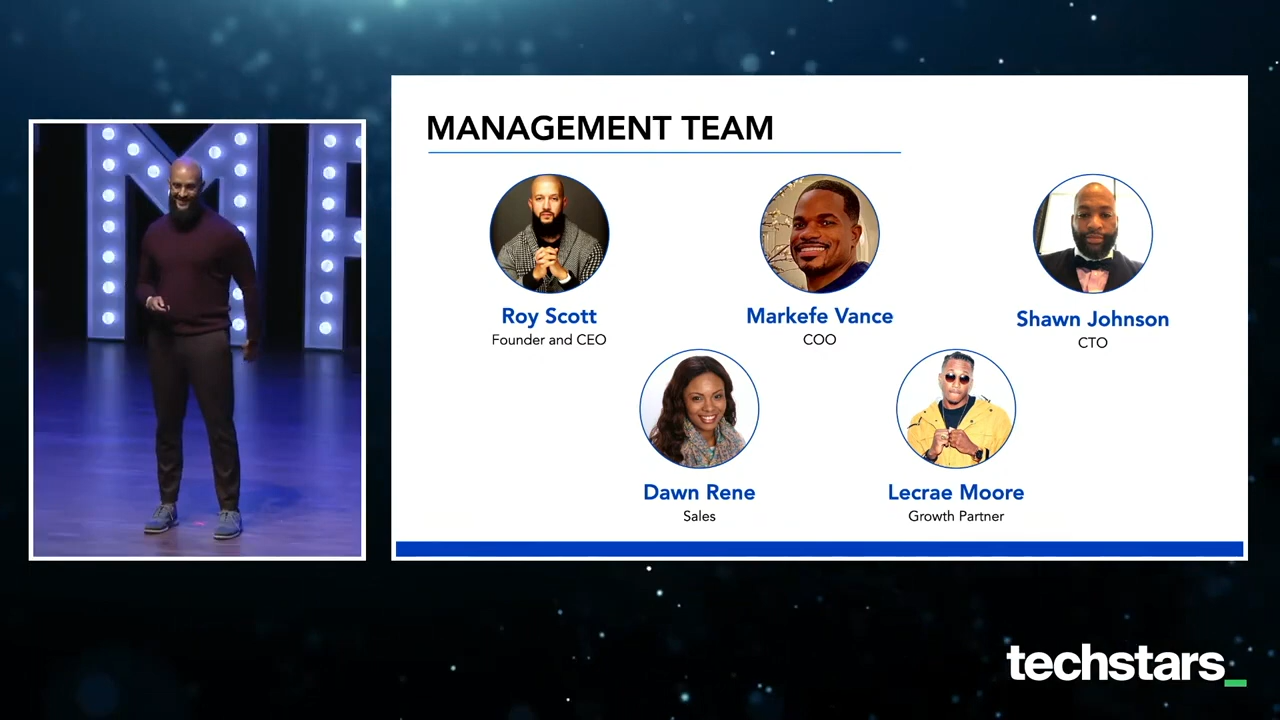 MANAGEMENT TEAM
Roy Scott
Founder and CEO
Markefe Vance
COO
Shawn Johnson
CTO
Dawn Rene
Sales
Lecrae Moore
Growth Partner
techstars_